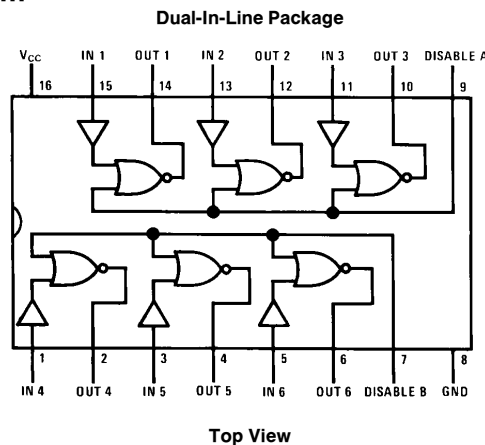 Dual-In-Line Package
VCC IN 1 OUT 1 IN 2 OUT 2 IN 3 OUT 3 DISABLE A
16 15 14 13 12 11 10 9
1 2 3 4 5 6 7 8
IN 4 OUT 4 IN 5 OUT 5 IN 6 OUT 6 DISABLE B GND
Top View